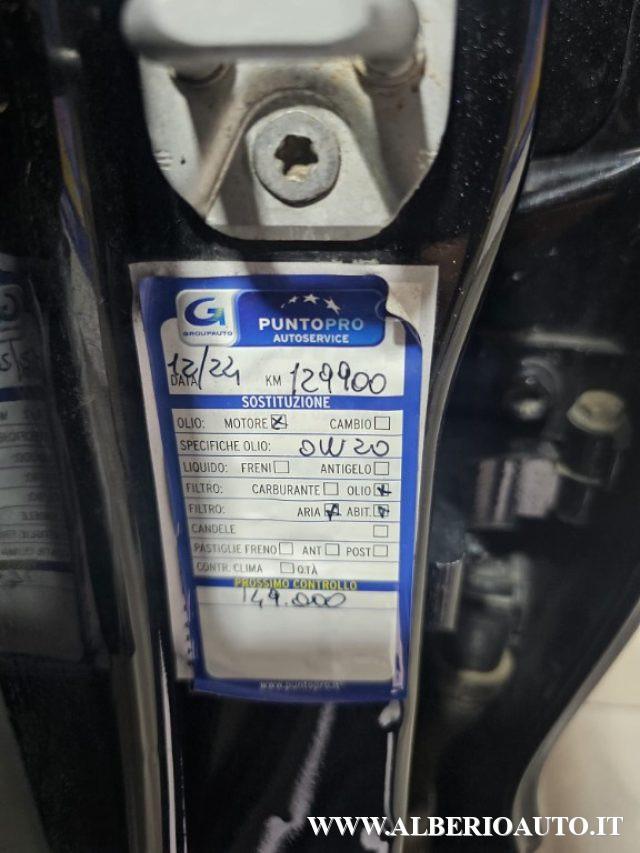 G
GROUPAUTO
PUNTOPRO
AUTOSERVICE
DATA 12/24 KM 129900
SOSTITUZIONE
OLIO: MOTORE CAMBIO
SPECIFICHE OLIO: 0W20
LIQUIDO: FRENI ANTIGELO
FILTRO: CARBURANTE OLIO
FILTRO: ARIA ABIT.
CANDELE
PASTIGLIE FRENO ANT POST
CONTR. CLIMA Q.TÀ
PROSSIMO CONTROLLO
149.000
www.puntopro.it
WWW.ALBERIOAUTO.IT